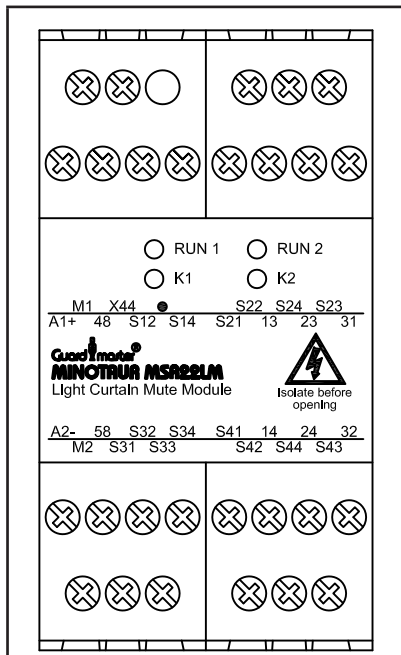 RUN 1 RUN 2
K1 K2
M1 X44 S22 S24 S23
A1+ 48 S12 S14 S21 13 23 31
Guardmaster®
MINOTAUR MSR22LM
Light Curtain Mute Module
Isolate before
opening
A2- 58 S32 S34 S41 14 24 32
M2 S31 S33 S42 S44 S43